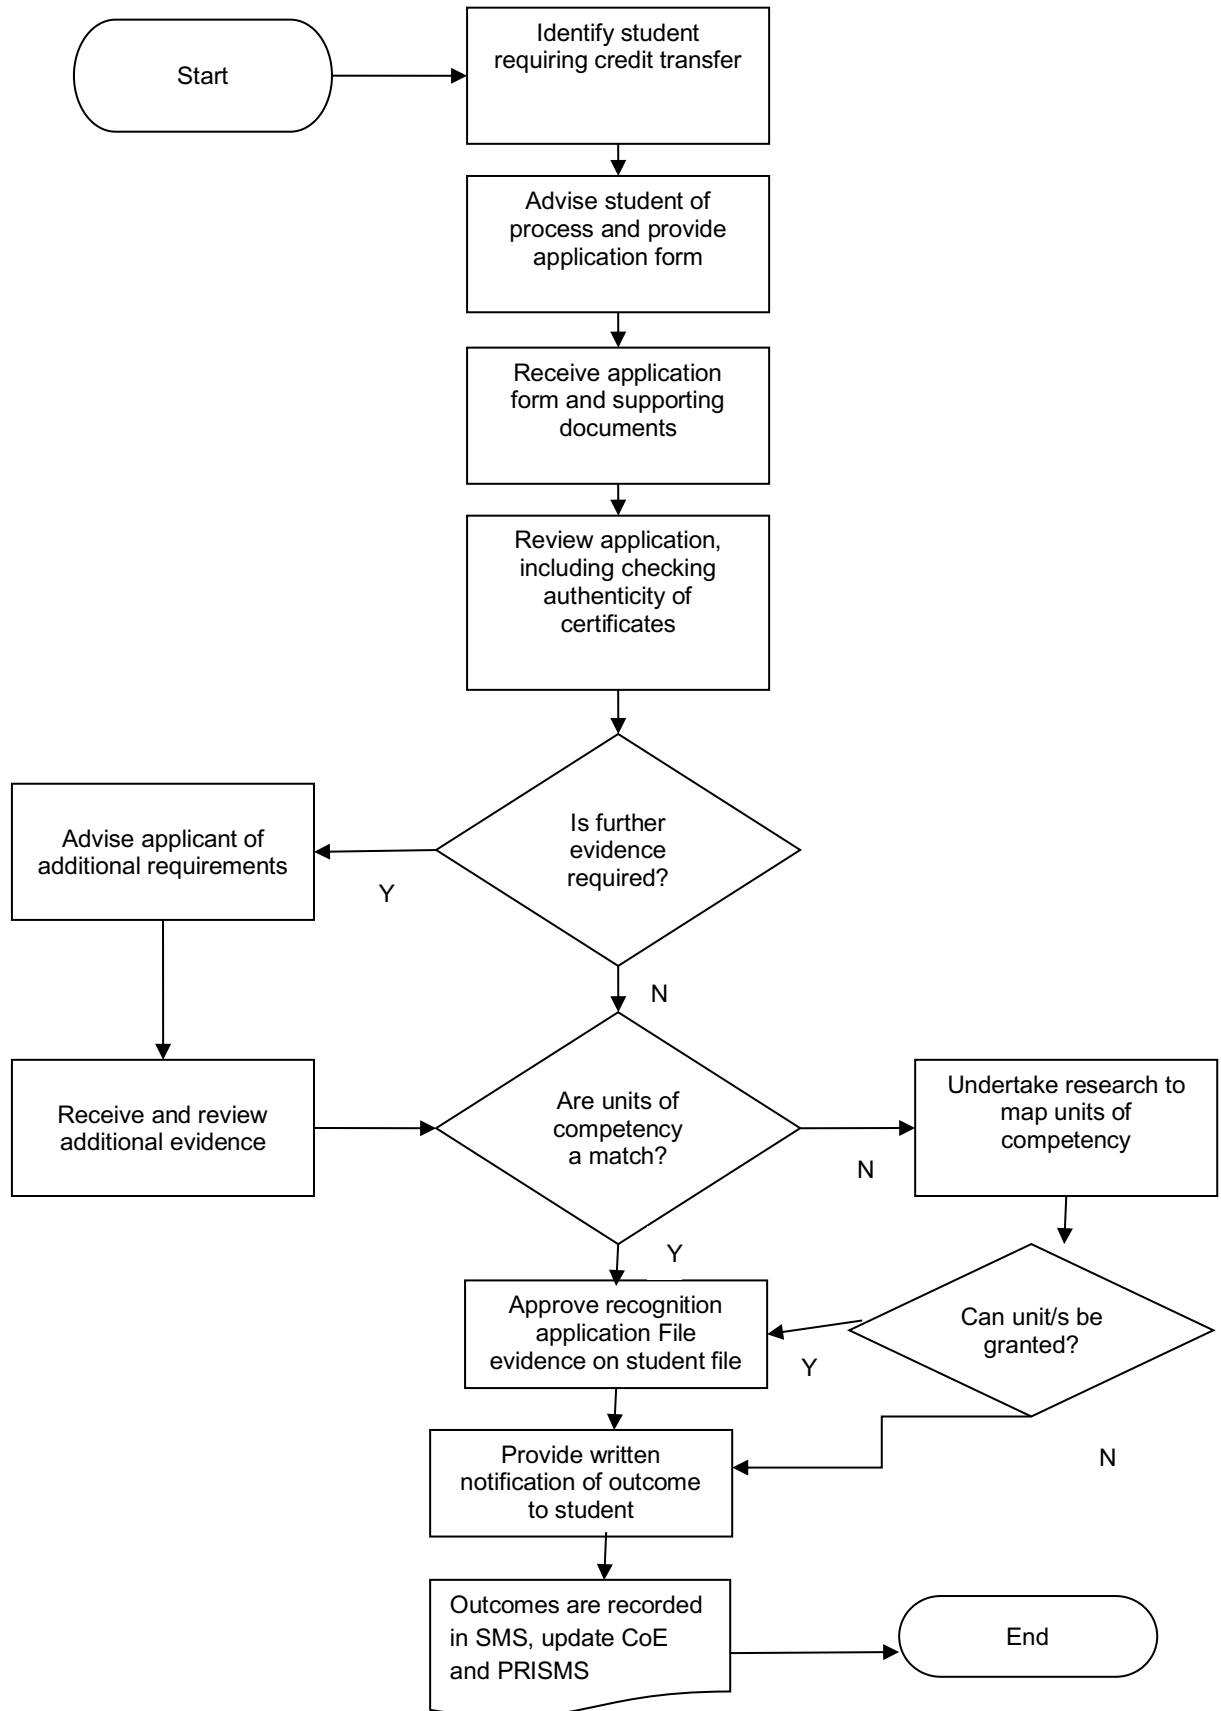 Start
Identify student
requiring credit transfer
Advise student of
process and provide
application form
Receive application
form and supporting
documents
Review application,
including checking
authenticity of
certificates
Is further
evidence
required?
Advise applicant of
additional requirements
Y
N
Receive and review
additional evidence
Are units of
competency
a match?
Undertake research to
map units of
competency
N
Y
Approve recognition
application File
evidence on student file
Can unit/s be
granted?
Y
N
Provide written
notification of outcome
to student
Outcomes are recorded
in SMS, update CoE
and PRISMS
End